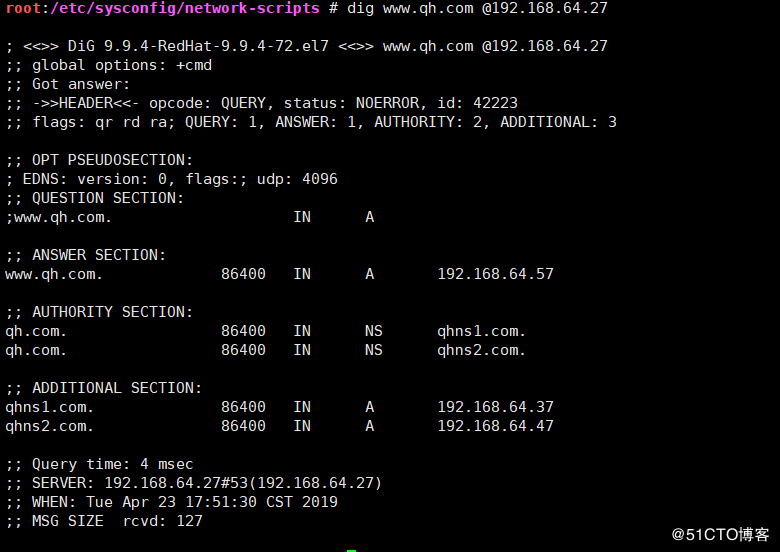 root:/etc/sysconfig/network-scripts # dig www.qh.com @192.168.64.27
; <<>> DiG 9.9.4-RedHat-9.9.4-72.el7 <<>> www.qh.com @192.168.64.27
;; global options: +cmd
;; Got answer:
;; ->>HEADER<<- opcode: QUERY, status: NOERROR, id: 42223
;; flags: qr rd ra; QUERY: 1, ANSWER: 1, AUTHORITY: 2, ADDITIONAL: 3
;; OPT PSEUDOSECTION:
; EDNS: version: 0, flags:; udp: 4096
;; QUESTION SECTION:
;www.qh.com. IN A
;; ANSWER SECTION:
www.qh.com. 86400 IN A 192.168.64.57
;; AUTHORITY SECTION:
qh.com. 86400 IN NS qhns1.com.
qh.com. 86400 IN NS qhns2.com.
;; ADDITIONAL SECTION:
qhns1.com. 86400 IN A 192.168.64.37
qhns2.com. 86400 IN A 192.168.64.47
;; Query time: 4 msec
;; SERVER: 192.168.64.27#53(192.168.64.27)
;; WHEN: Tue Apr 23 17:51:30 CST 2019
;; MSG SIZE rcvd: 127
@51CTO博客